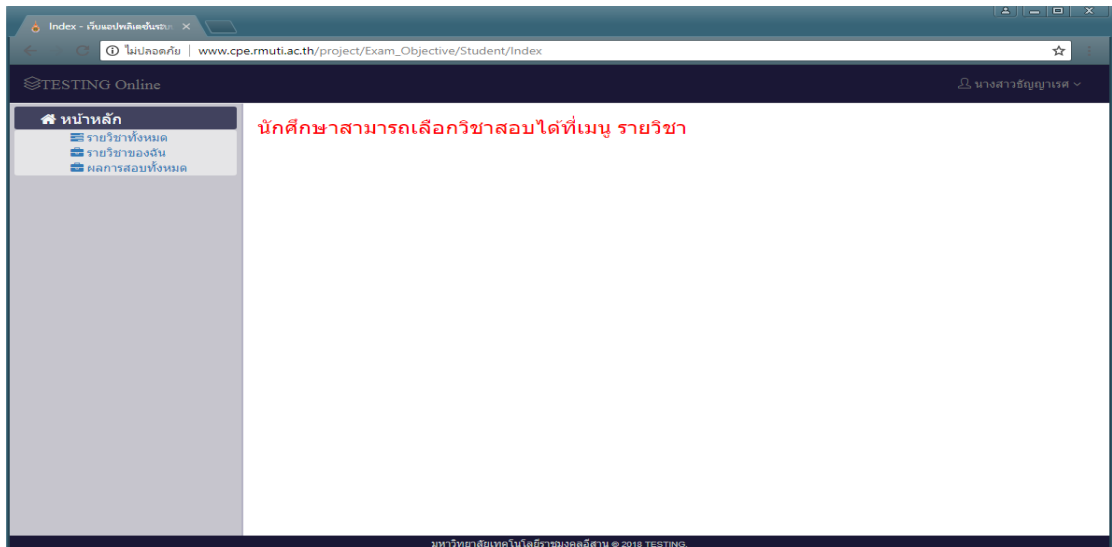 Index - เว็บแอปพลิเคชันระบบ
ไม่ปลอดภัย | www.cpe.rmuti.ac.th/project/Exam_Objective/Student/Index
TESTING Online
นางสาวธัญญาเรศ
หน้าหลัก
รายวิชาทั้งหมด
รายวิชาของฉัน
ผลการสอบทั้งหมด
นักศึกษาสามารถเลือกวิชาสอบได้ที่เมนู รายวิชา
มหาวิทยาลัยเทคโนโลยีราชมงคลอีสาน © 2018 TESTING.